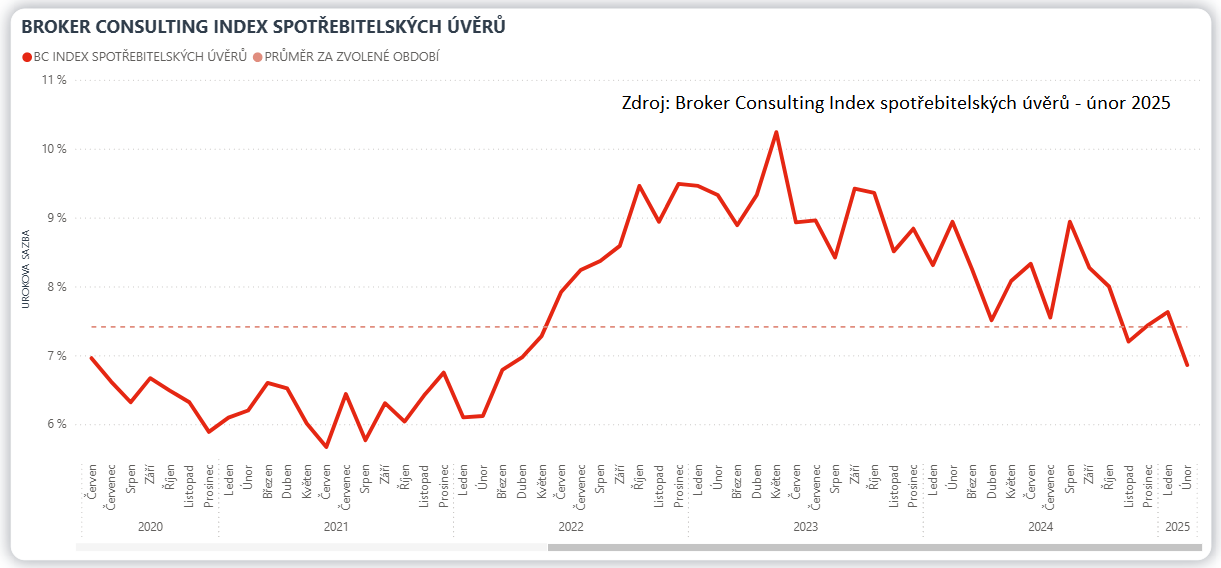 BROKER CONSULTING INDEX SPOTŘEBITELSKÝCH ÚVĚRŮ
BC INDEX SPOTŘEBITELSKÝCH ÚVĚRŮ PRŮMĚR ZA ZVOLENÉ OBDOBÍ
11 %
Zdroj: Broker Consulting Index spotřebitelských úvěrů - únor 2025
10 %
9 %
8 %
7 %
6 %
UROKOVA SAZBA
Červen Červenec Srpen Září Říjen Listopad Prosinec Leden Únor Březen Duben Květen Červen Červenec Srpen Září Říjen Listopad Prosinec Leden Únor Březen Duben Květen Červen Červenec Srpen Září Říjen Listopad Prosinec Leden Únor Březen Duben Květen Červen Červenec Srpen Září Říjen Listopad Prosinec Leden Únor Březen Duben Květen Červen Červenec Srpen Září Říjen Listopad Prosinec Leden Únor
2020 2021 2022 2023 2024 2025